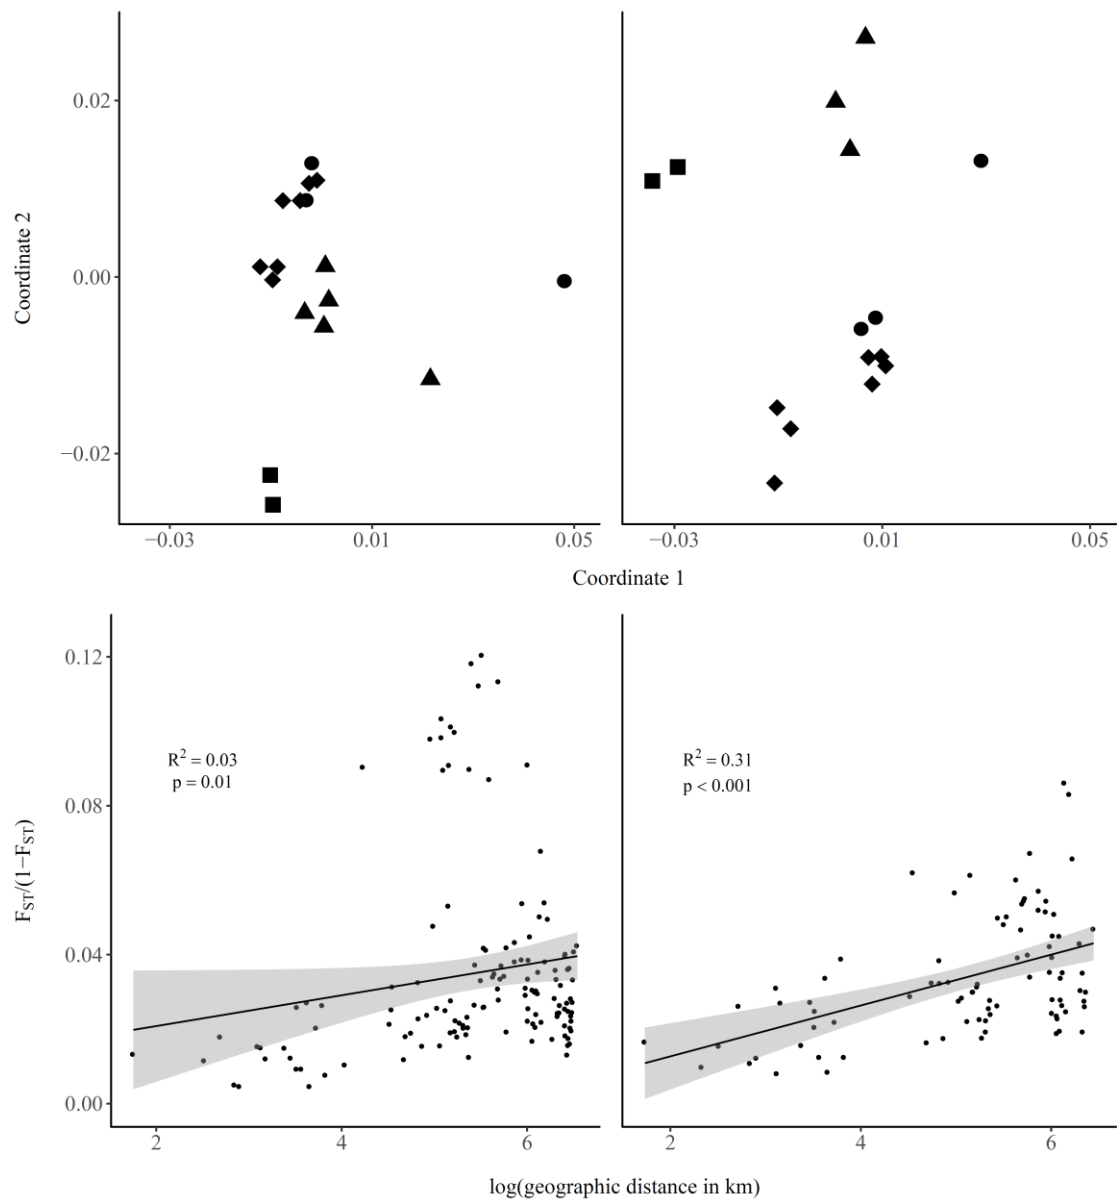 Coordinate 2
0.02
0.00
−0.02
−0.03
0.01
0.05
−0.03
0.01
0.05
Coordinate 1
FST/(1−FST)
0.12
0.08
0.04
0.00
R² = 0.03
p = 0.01
R² = 0.31
p < 0.001
2
4
6
2
4
6
log(geographic distance in km)